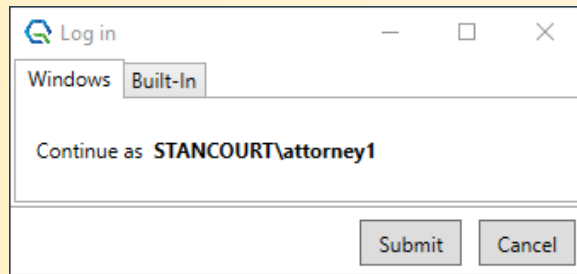 Log in
Windows Built-In
Continue as STANCOURT\attorney1
Submit Cancel